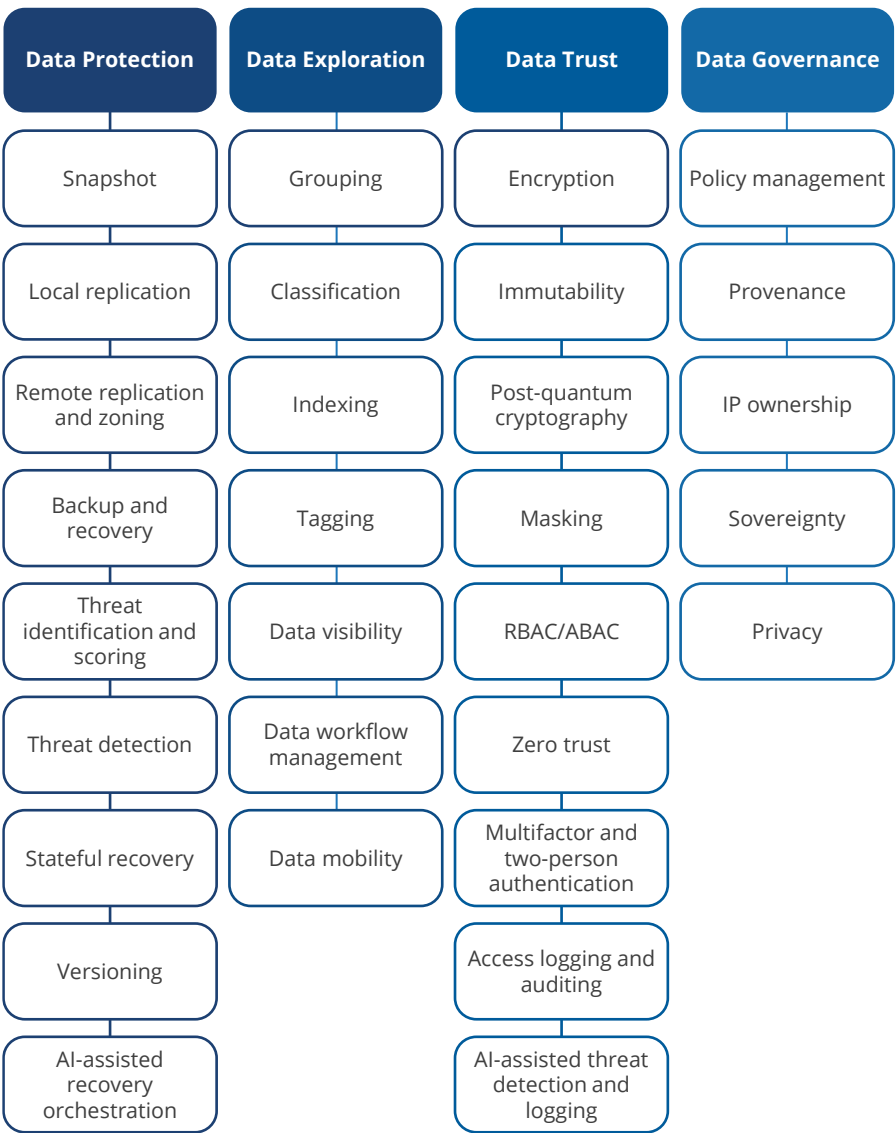 Data Protection
Snapshot
Local replication
Remote replication
and zoning
Backup and
recovery
Threat
identification and
scoring
Threat detection
Stateful recovery
Versioning
AI-assisted
recovery
orchestration
Data Exploration
Grouping
Classification
Indexing
Tagging
Data visibility
Data workflow
management
Data mobility
Data Trust
Encryption
Immutability
Post-quantum
cryptography
Masking
RBAC/ABAC
Zero trust
Multifactor and
two-person
authentication
Access logging and
auditing
AI-assisted threat
detection and
logging
Data Governance
Policy management
Provenance
IP ownership
Sovereignty
Privacy